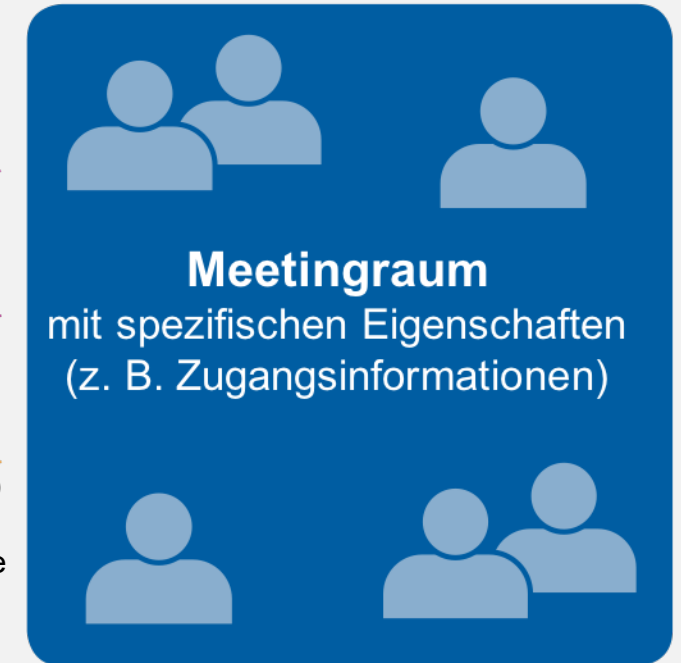 Meetingraum
mit spezifischen Eigenschaften
(z. B. Zugangsinformationen)